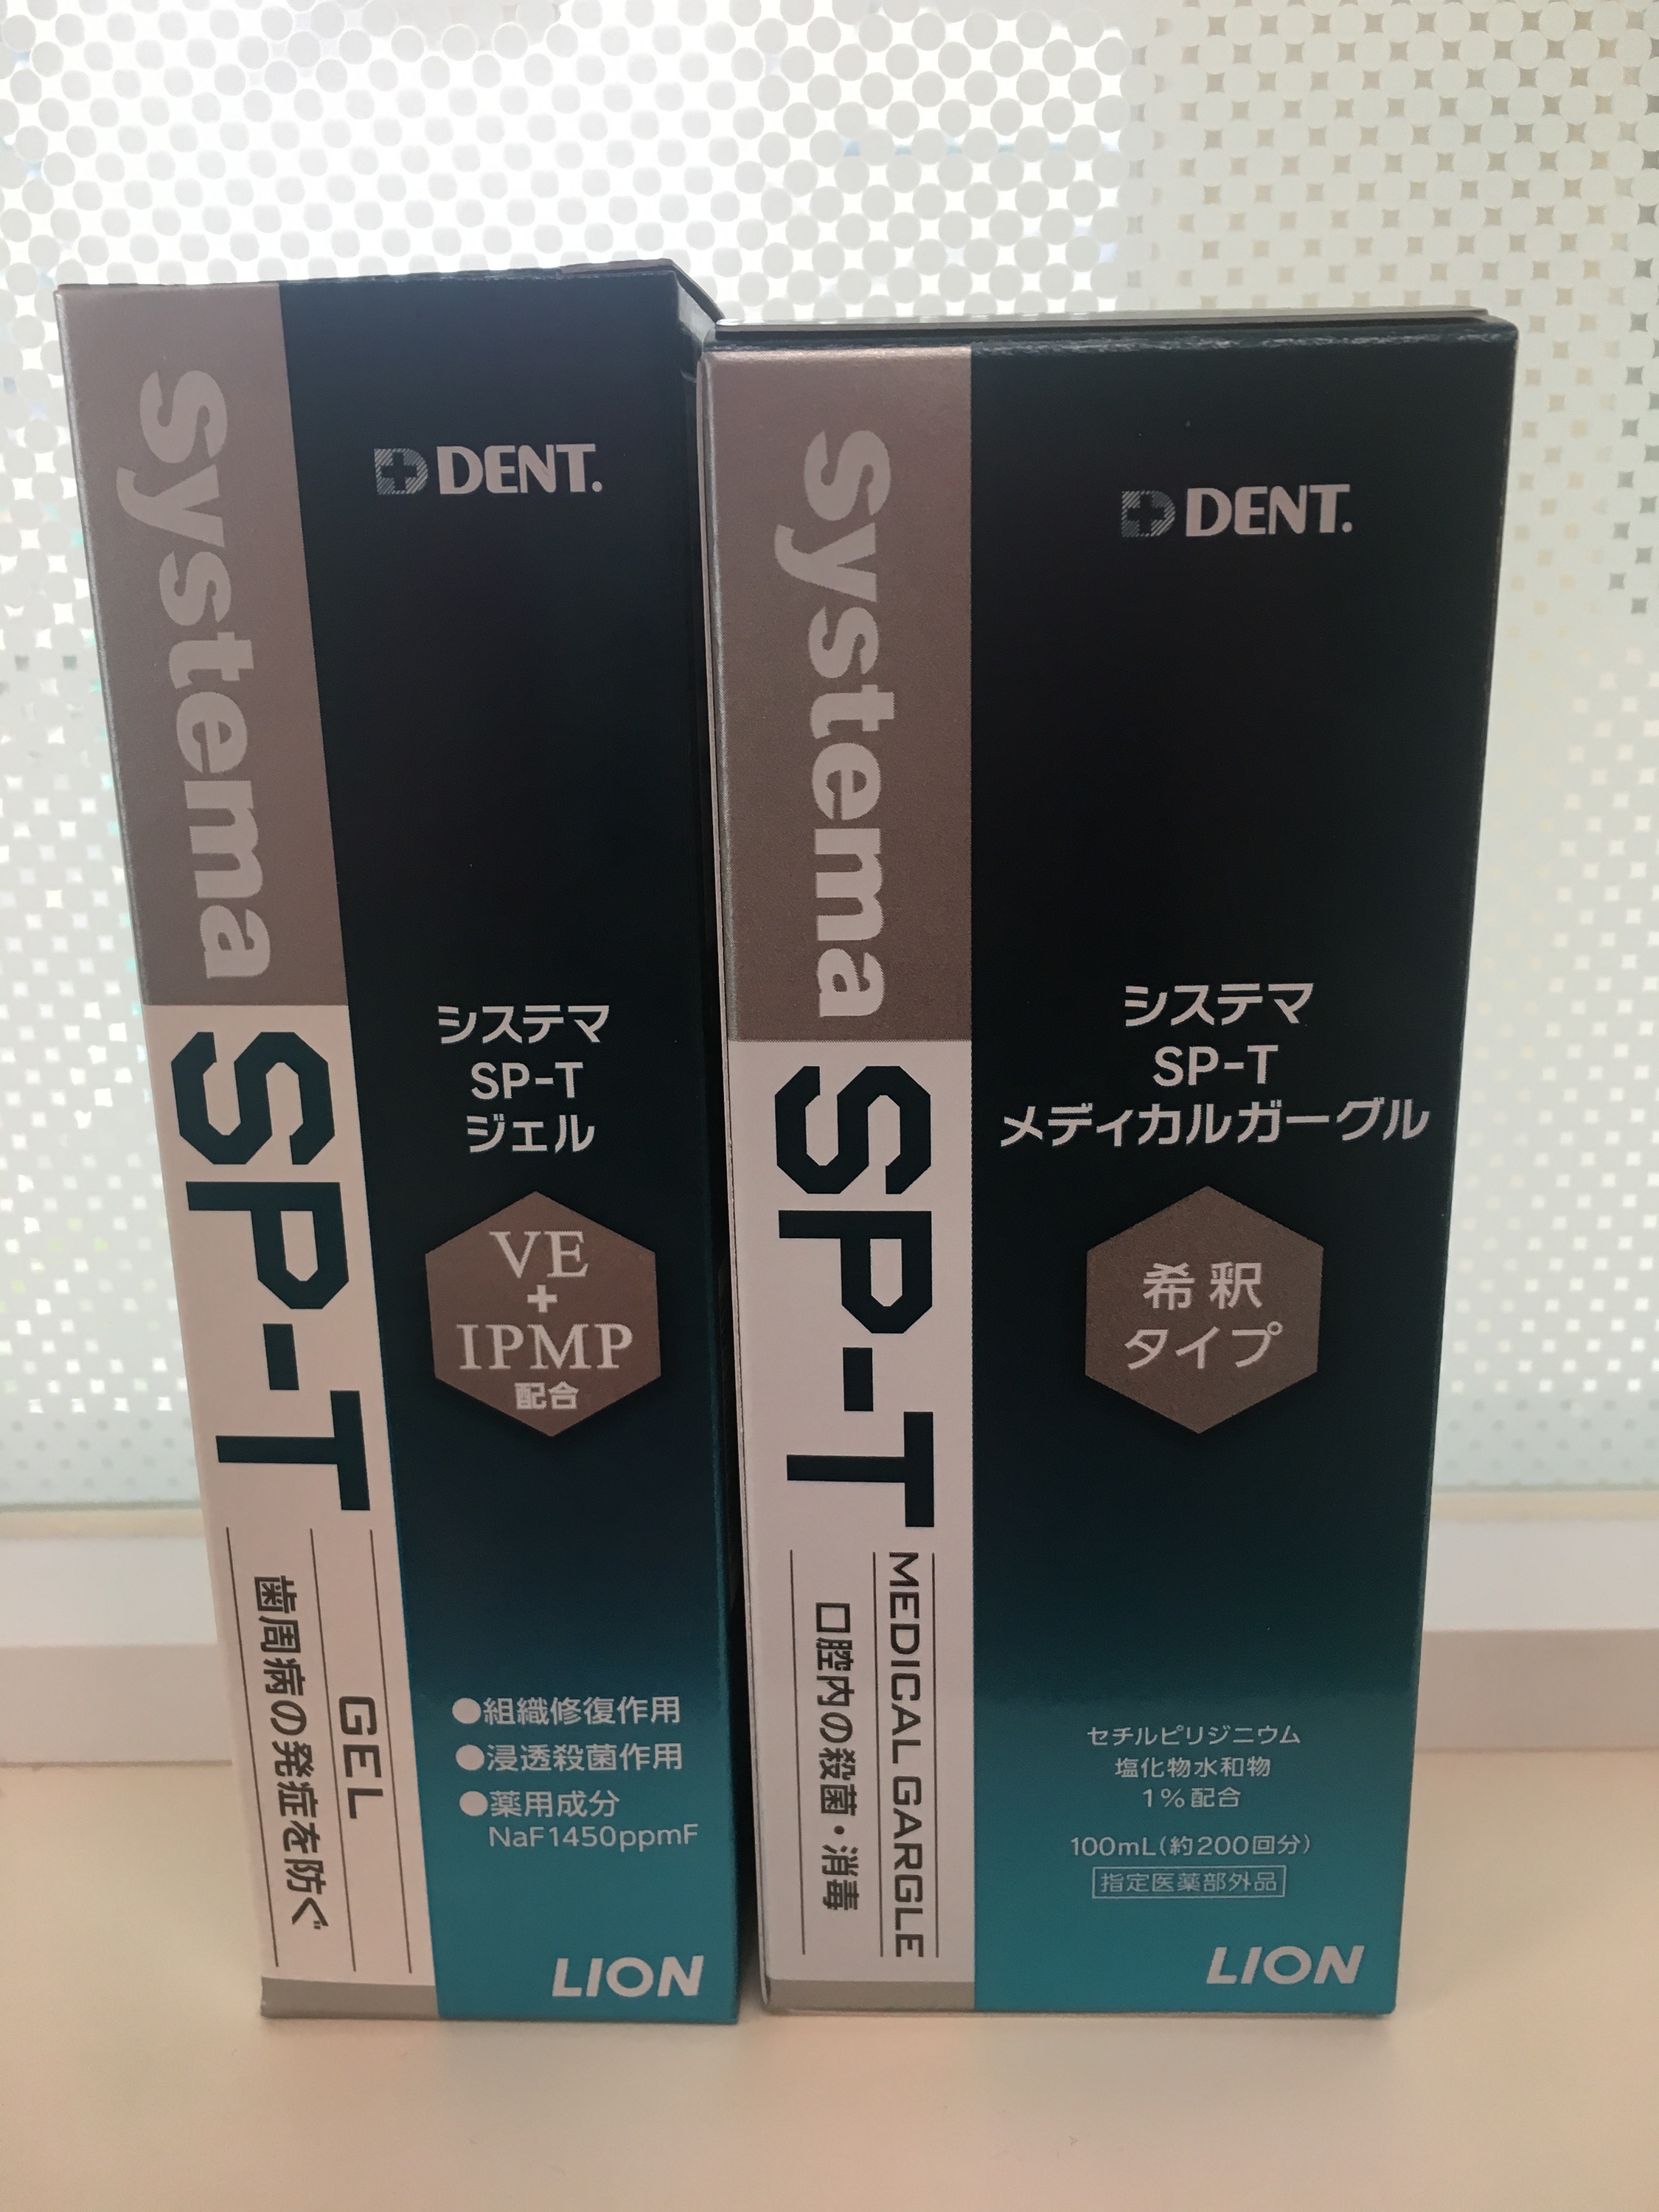 Systema
SP-T
GEL
歯周病の発症を防ぐ
DENT.
システマ
SP-T
ジェル
VE
+
IPMP
配合
●組織修復作用
●浸透殺菌作用
●薬用成分
NaF1450ppmF
LION
Systema
SP-T
MEDICAL GARGLE
口腔内の殺菌・消毒
DENT.
システマ
SP-T
メディカルガーグル
希釈
タイプ
セチルピリジニウム
塩化物水和物
1%配合
100mL(約200回分)
指定医薬部外品
LION